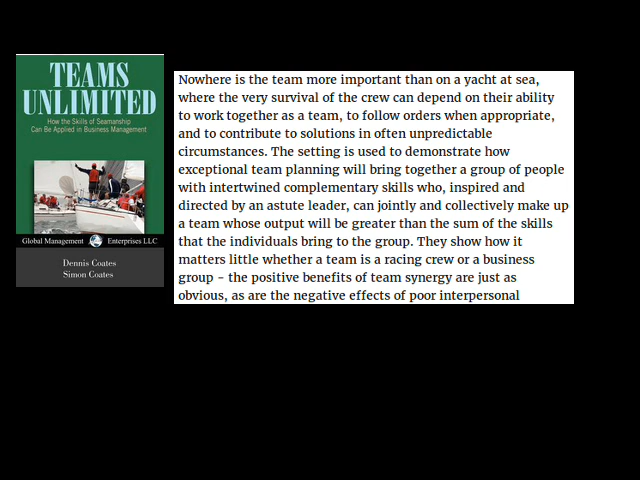 TEAMS
UNLIMITED
How the Skills of Seamanship
Can Be Applied in Business Management
Global Management Enterprises LLC
Dennis Coates
Simon Coates
Nowhere is the team more important than on a yacht at sea,
where the very survival of the crew can depend on their ability
to work together as a team, to follow orders when appropriate,
and to contribute to solutions in often unpredictable
circumstances. The setting is used to demonstrate how
exceptional team planning will bring together a group of people
with intertwined complementary skills who, inspired and
directed by an astute leader, can jointly and collectively make up
a team whose output will be greater than the sum of the skills
that the individuals bring to the group. They show how it
matters little whether a team is a racing crew or a business
group - the positive benefits of team synergy are just as
obvious, as are the negative effects of poor interpersonal